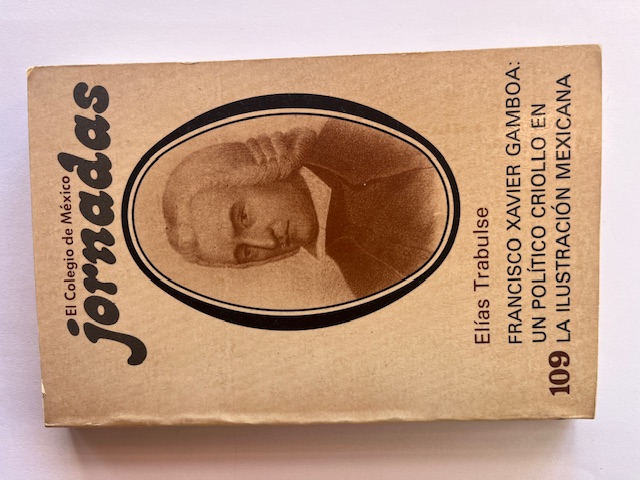 El Colegio de México
jornadas
Elías Trabulse
FRANCISCO XAVIER GAMBOA:
UN POLÍTICO CRIOLLO EN
109 LA ILUSTRACIÓN MEXICANA